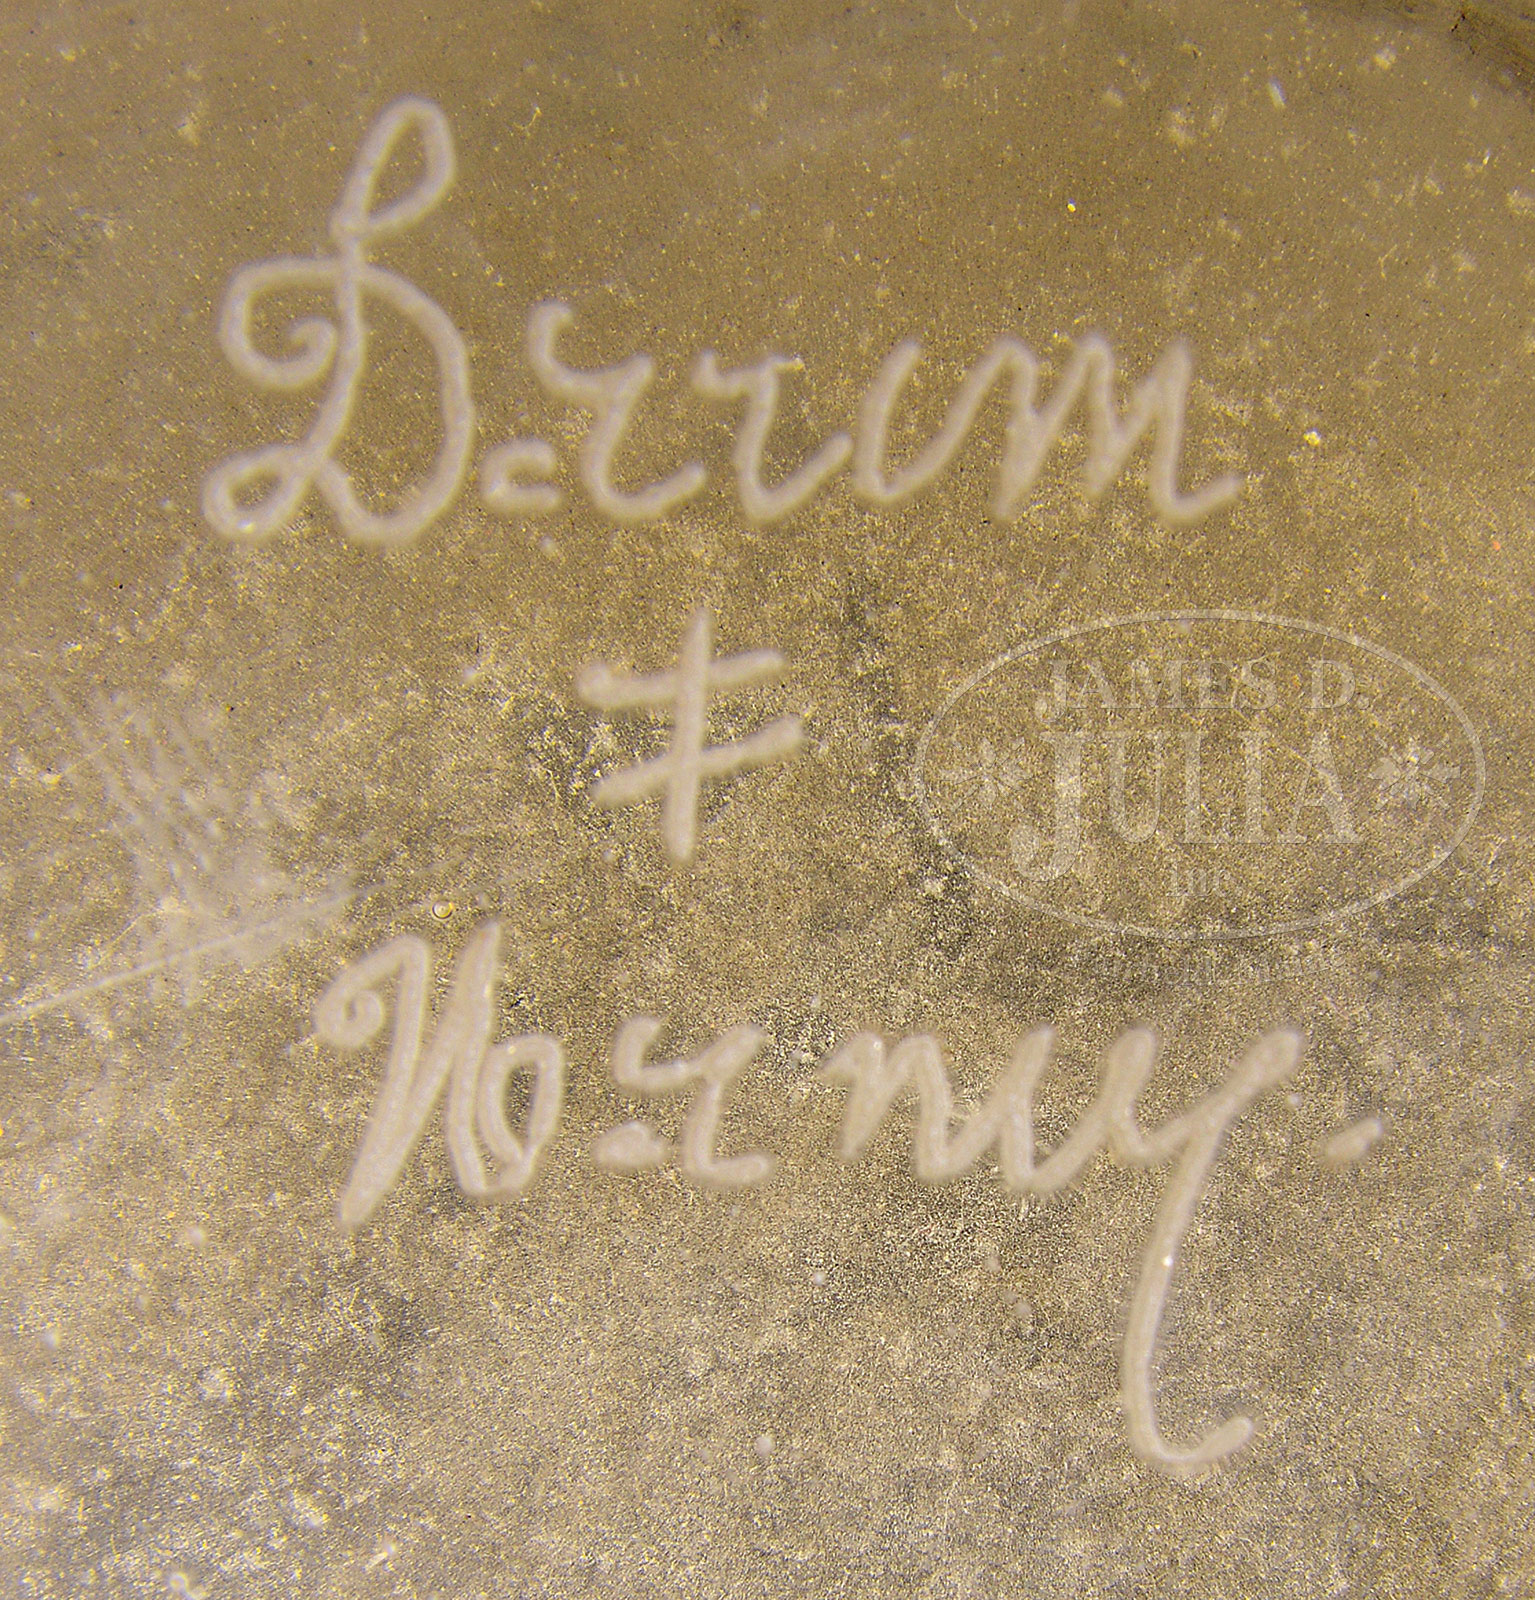 Daum
‡
Nancy
JAMES D.
JULIA
Inc.